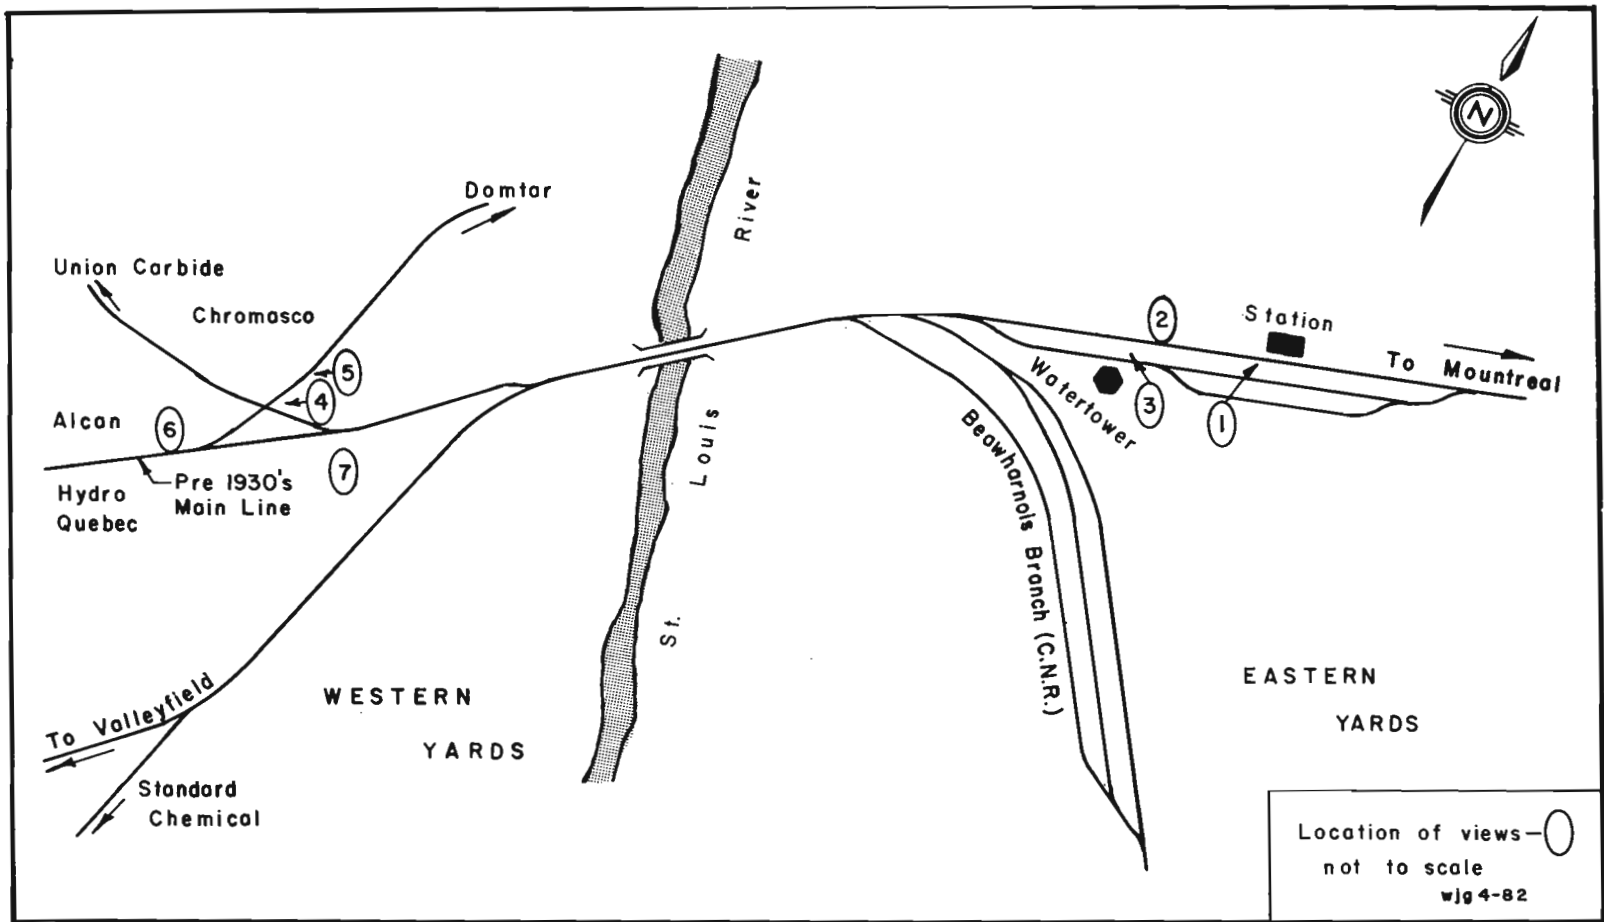 N
Domtar
River
Union Carbide
Chromasco
2
Station
To Mountreal
5
4
Watertower
3
1
Alcan
6
7
Pre 1930's
Main Line
Hydro
Quebec
St. Louis
Beawharnols Branch (C.N.R.)
WESTERN
YARDS
EASTERN
YARDS
To Valleyfield
Standard
Chemical
Location of views-
not to scale
wjg 4-82